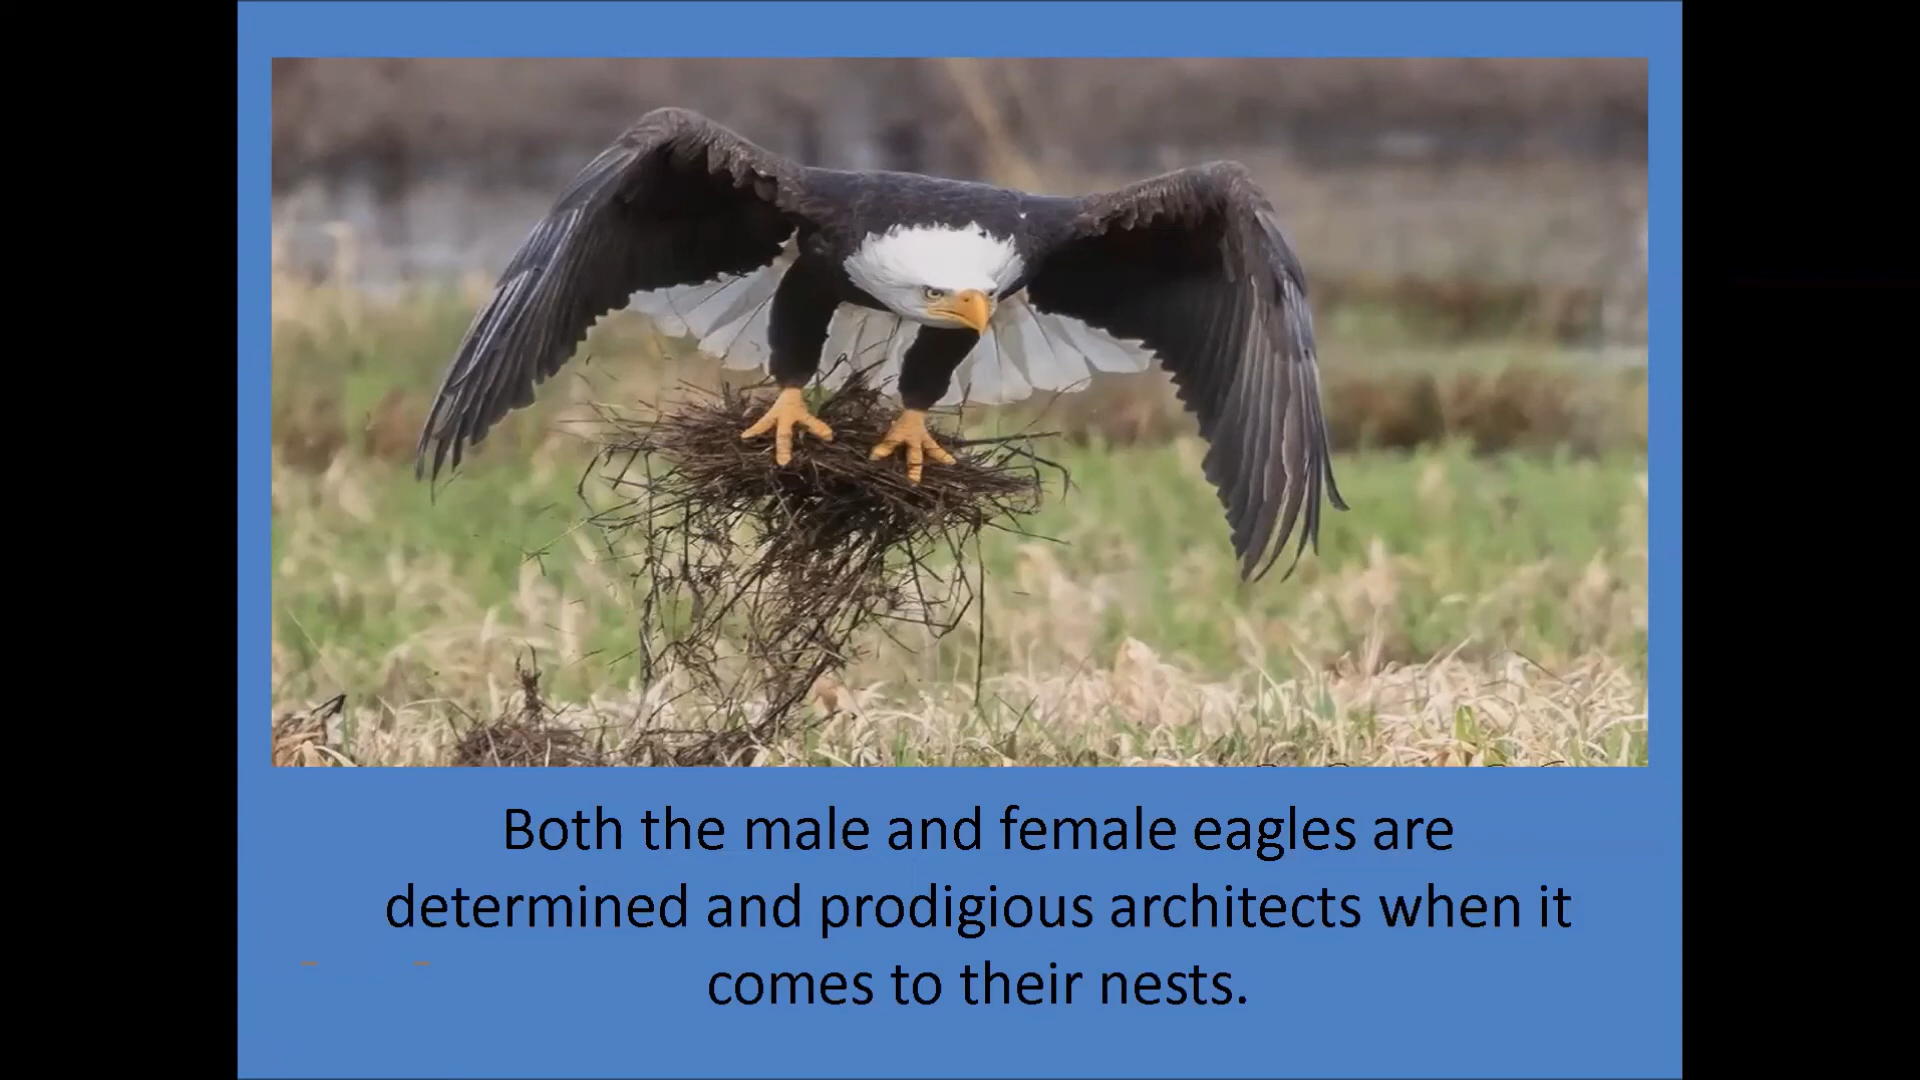 Both the male and female eagles are
determined and prodigious architects when it
comes to their nests.